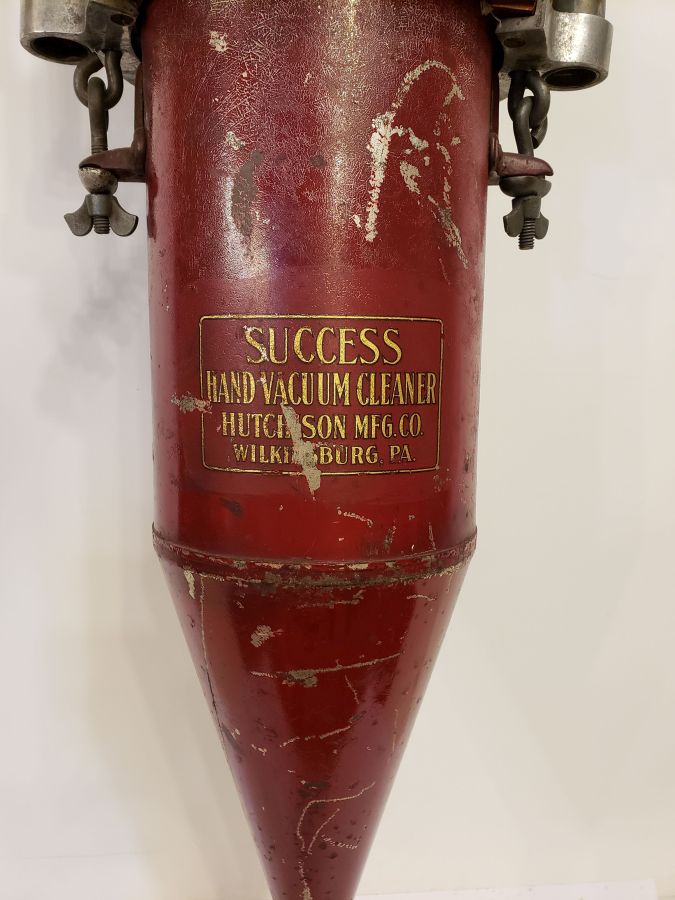 SUCCESS
HAND VACUUM CLEANER
HUTCHISON MFG. CO.
WILKINSBURG, PA.